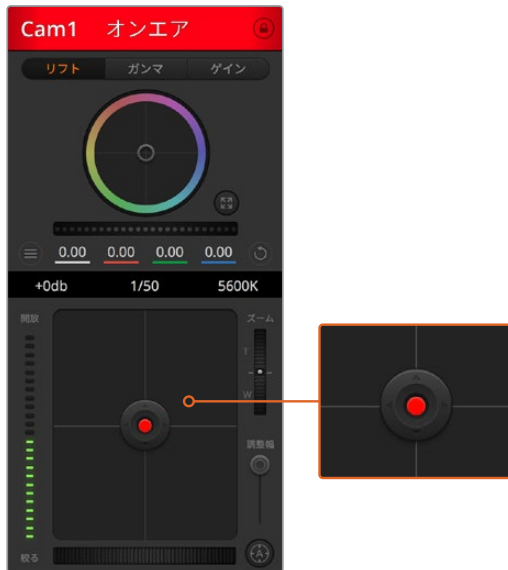 Cam1 オンエア
リフト ガンマ ゲイン
0.00 0.00 0.00 0.00
+0db 1/50 5600K
開放 ズーム
T
W
調整幅
絞る A